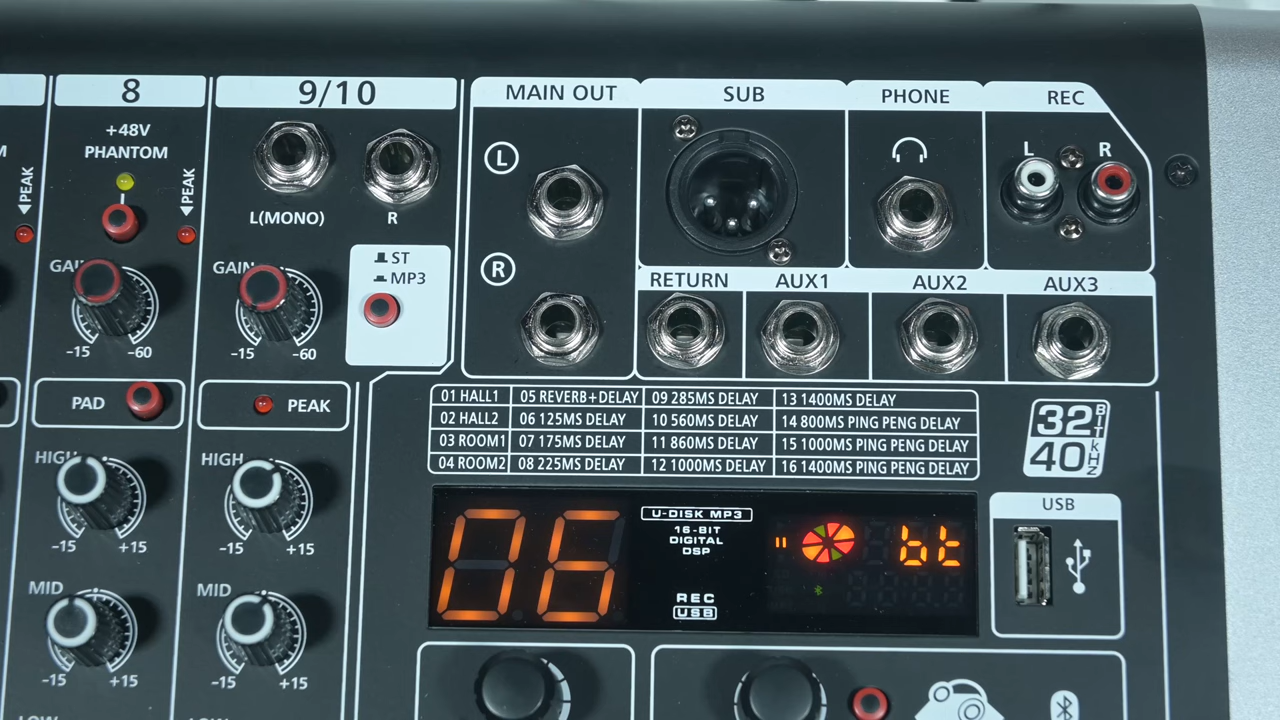 8
+48V
PHANTOM
PEAK
PEAK
GAIN
-15 -60
PAD
HIGH
-15 +15
MID
-15 +15
9/10
L(MONO) R
ST
MP3
GAIN
-15 -60
PEAK
HIGH
-15 +15
MID
-15 +15
MAIN OUT
L
R
SUB
PHONE
REC
L R
RETURN
AUX1
AUX2
AUX3
01 HALL1 05 REVERB+DELAY 09 285MS DELAY 13 1400MS DELAY
02 HALL2 06 125MS DELAY 10 560MS DELAY 14 800MS PING PENG DELAY
03 ROOM1 07 175MS DELAY 11 860MS DELAY 15 1000MS PING PENG DELAY
04 ROOM2 08 225MS DELAY 12 1000MS DELAY 16 1400MS PING PENG DELAY
32 BIT
40 kHz
06
U-DISK MP3
16-BIT
DIGITAL
DSP
REC
USB
bt
USB